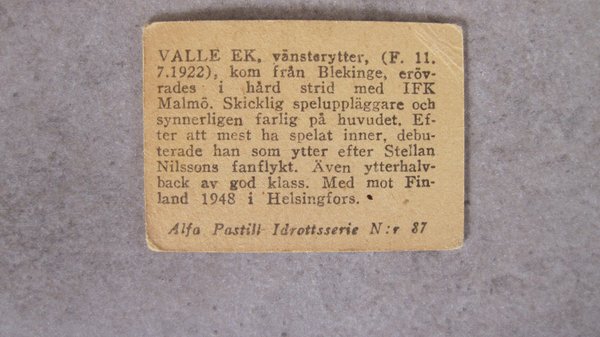 VALLE EK, vänsterytter, (F. 11.
7.1922), kom från Blekinge, eröv-
rades i hård strid med IFK
Malmö. Skicklig speluppläggare och
synnerligen farlig på huvudet. Ef-
ter att mest ha spelat inner, debu-
terade han som ytter efter Stellan
Nilssons fanflykt. Även ytterhalv-
back av god klass. Med mot Fin-
land 1948 i Helsingfors.
Alfa Pastill Idrottsserie N:r 87